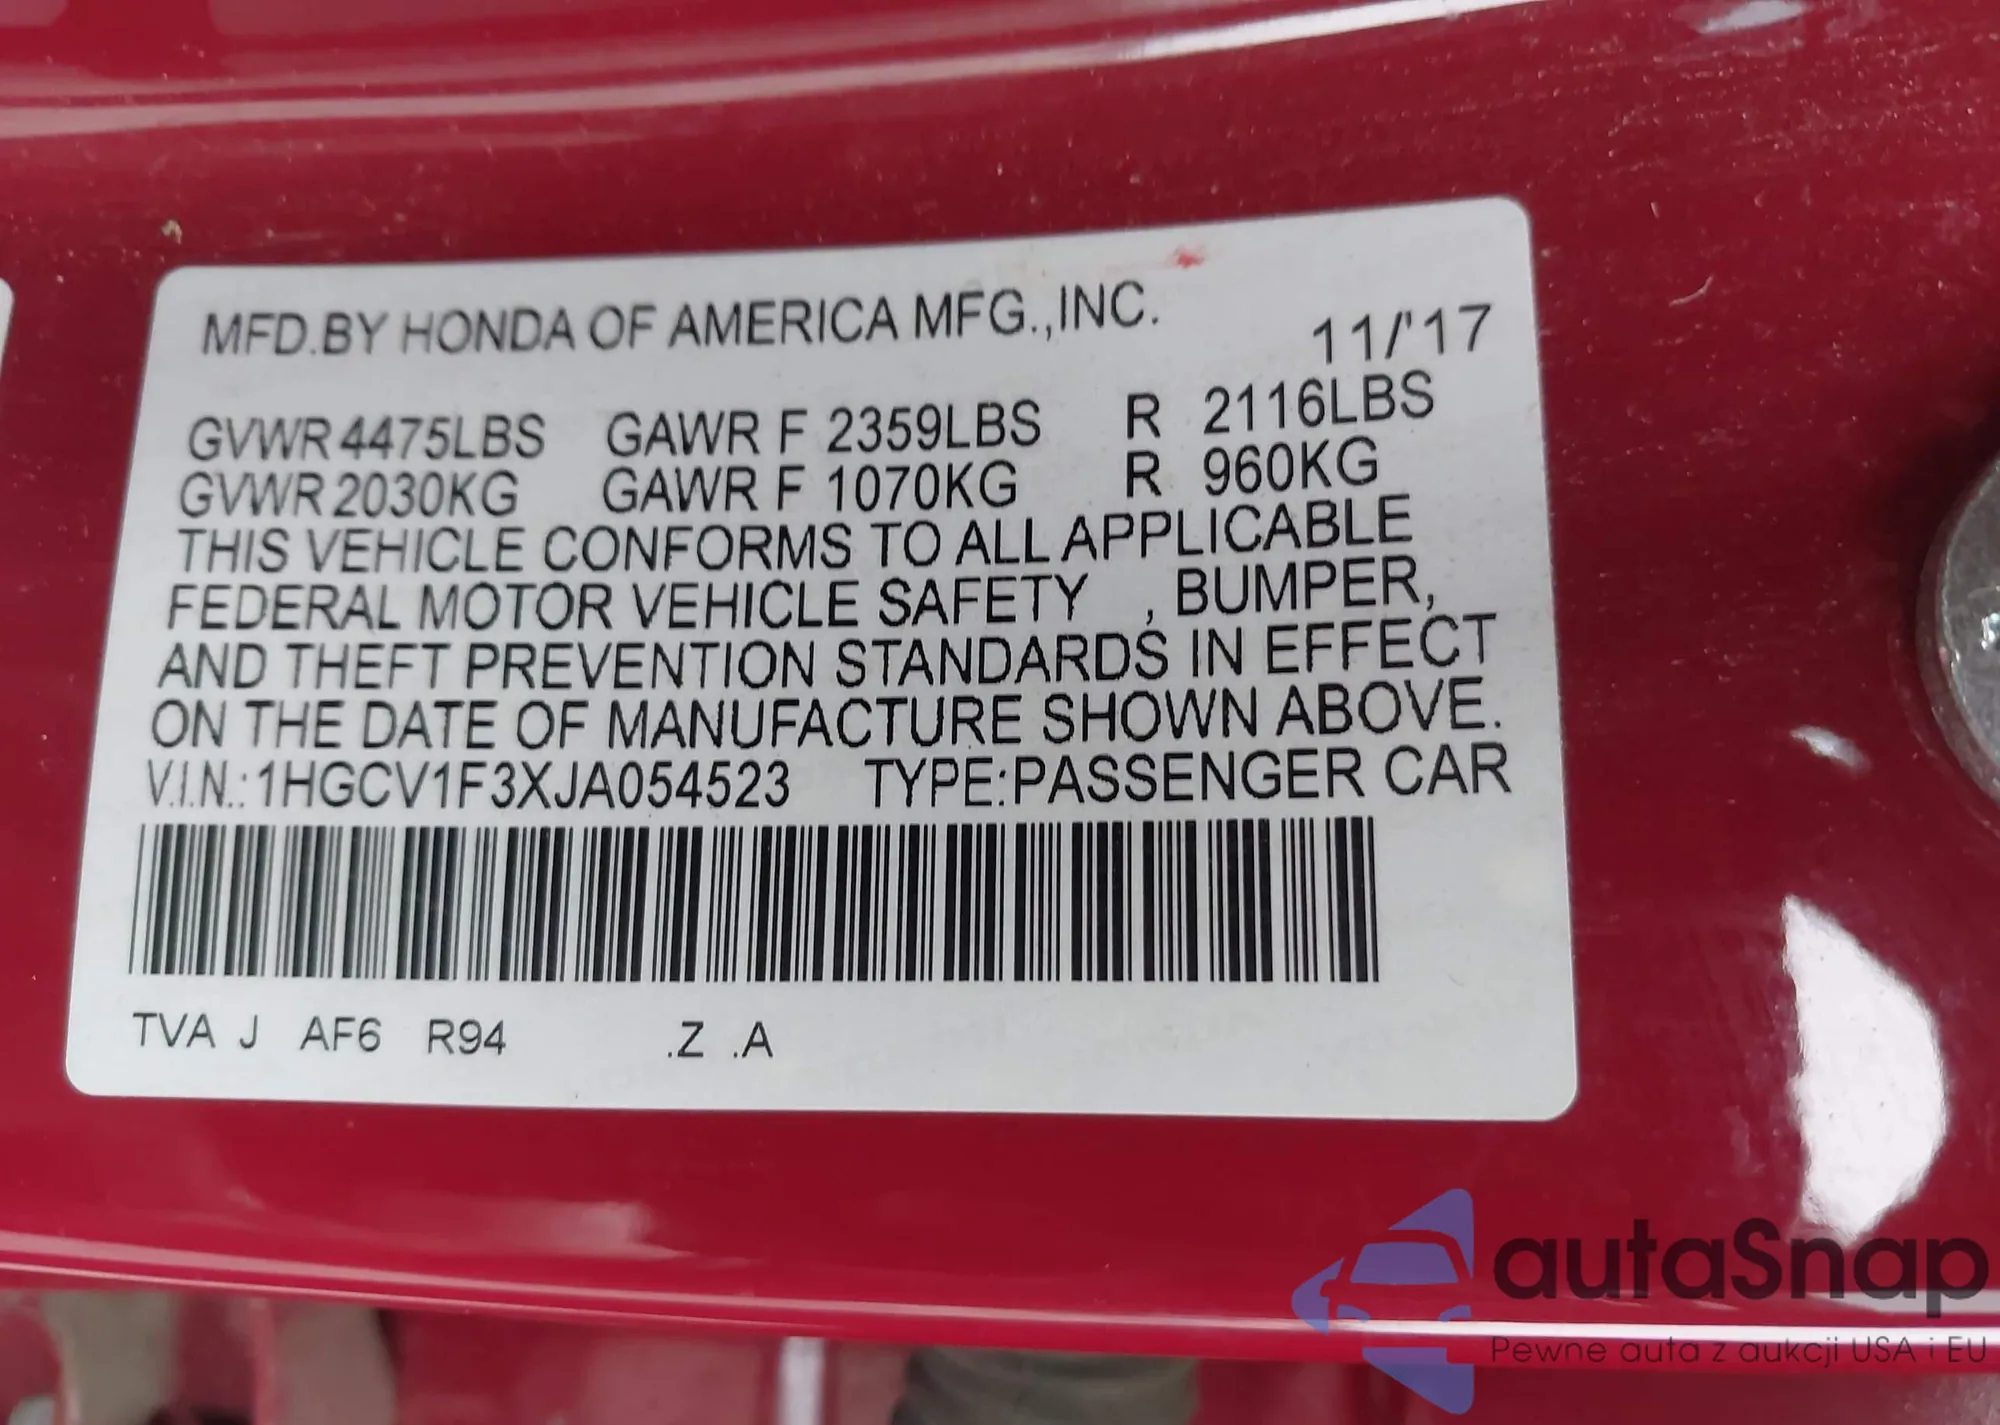 MFD.BY HONDA OF AMERICA MFG.,INC. 11/'17
GVWR 4475LBS GAWR F 2359LBS R 2116LBS
GVWR 2030KG GAWR F 1070KG R 960KG
THIS VEHICLE CONFORMS TO ALL APPLICABLE
FEDERAL MOTOR VEHICLE SAFETY , BUMPER,
AND THEFT PREVENTION STANDARDS IN EFFECT
ON THE DATE OF MANUFACTURE SHOWN ABOVE.
V.I.N.:1HGCV1F3XJA054523 TYPE:PASSENGER CAR
TVA J AF6 R94 .Z .A
autaSnap
Pewne auta z aukcji USA i EU